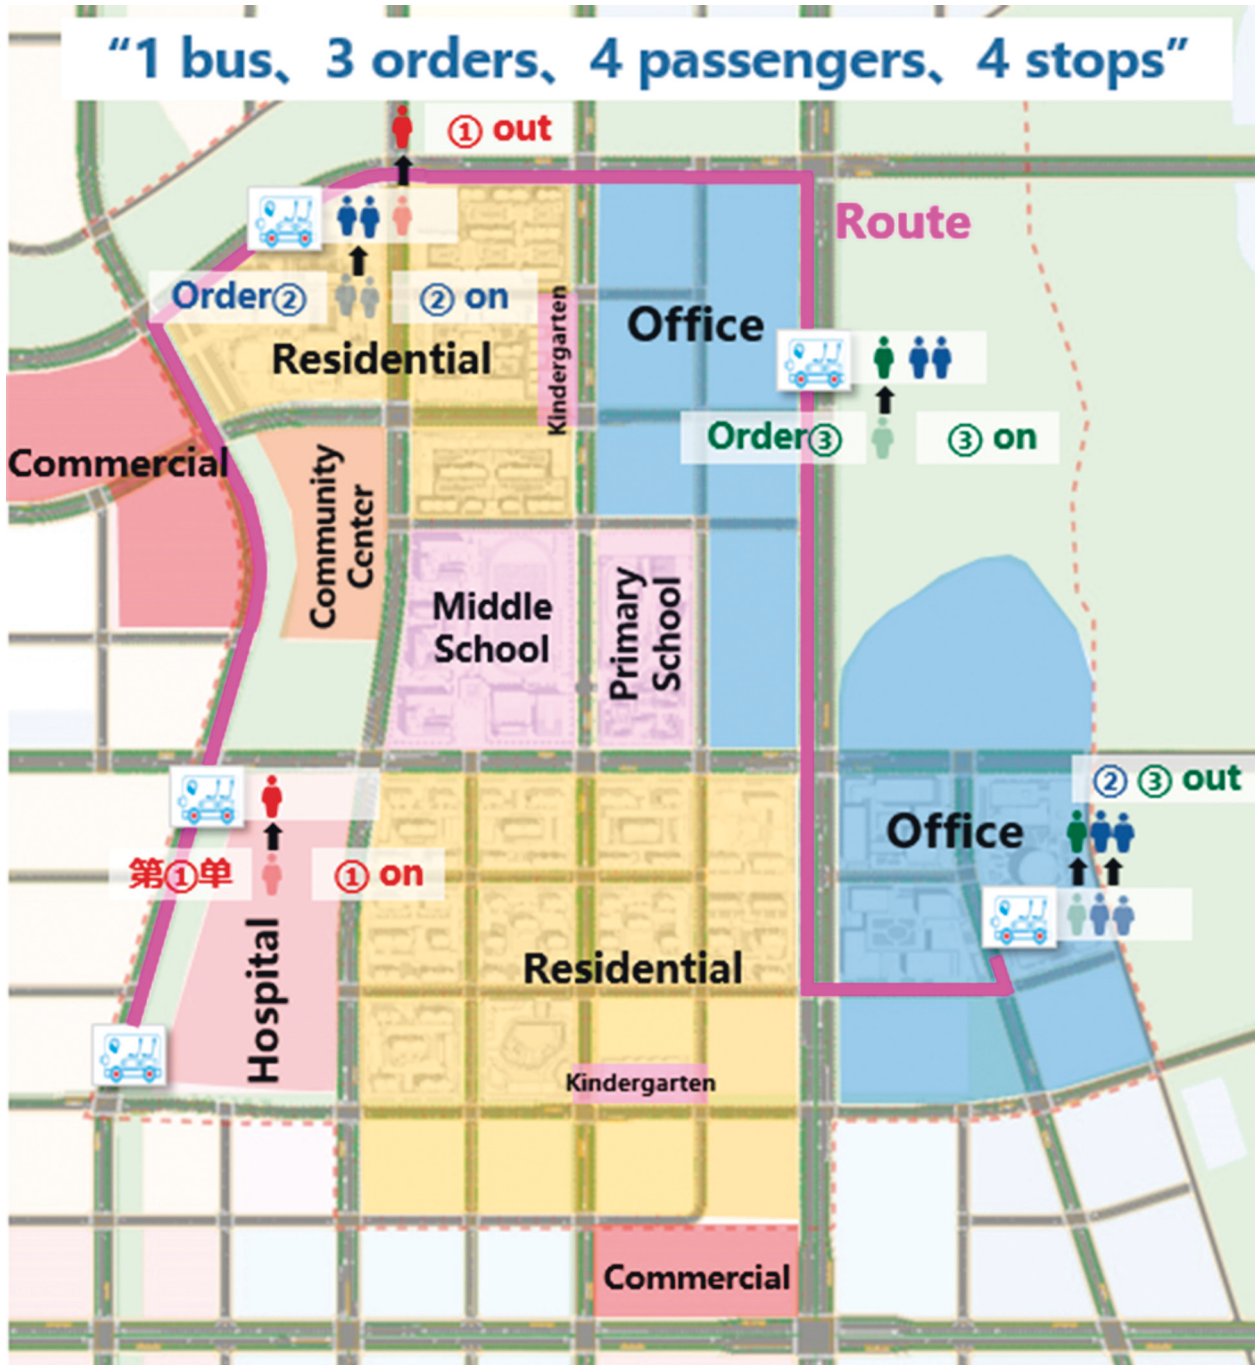 “1 bus、3 orders、4 passengers、4 stops”
① out
Route
Order②
② on
Residential
Kindergarten
Office
Order③
③ on
Commercial
Community
Center
Middle
School
Primary
School
② ③ out
Office
第①单
① on
Hospital
Residential
Kindergarten
Commercial